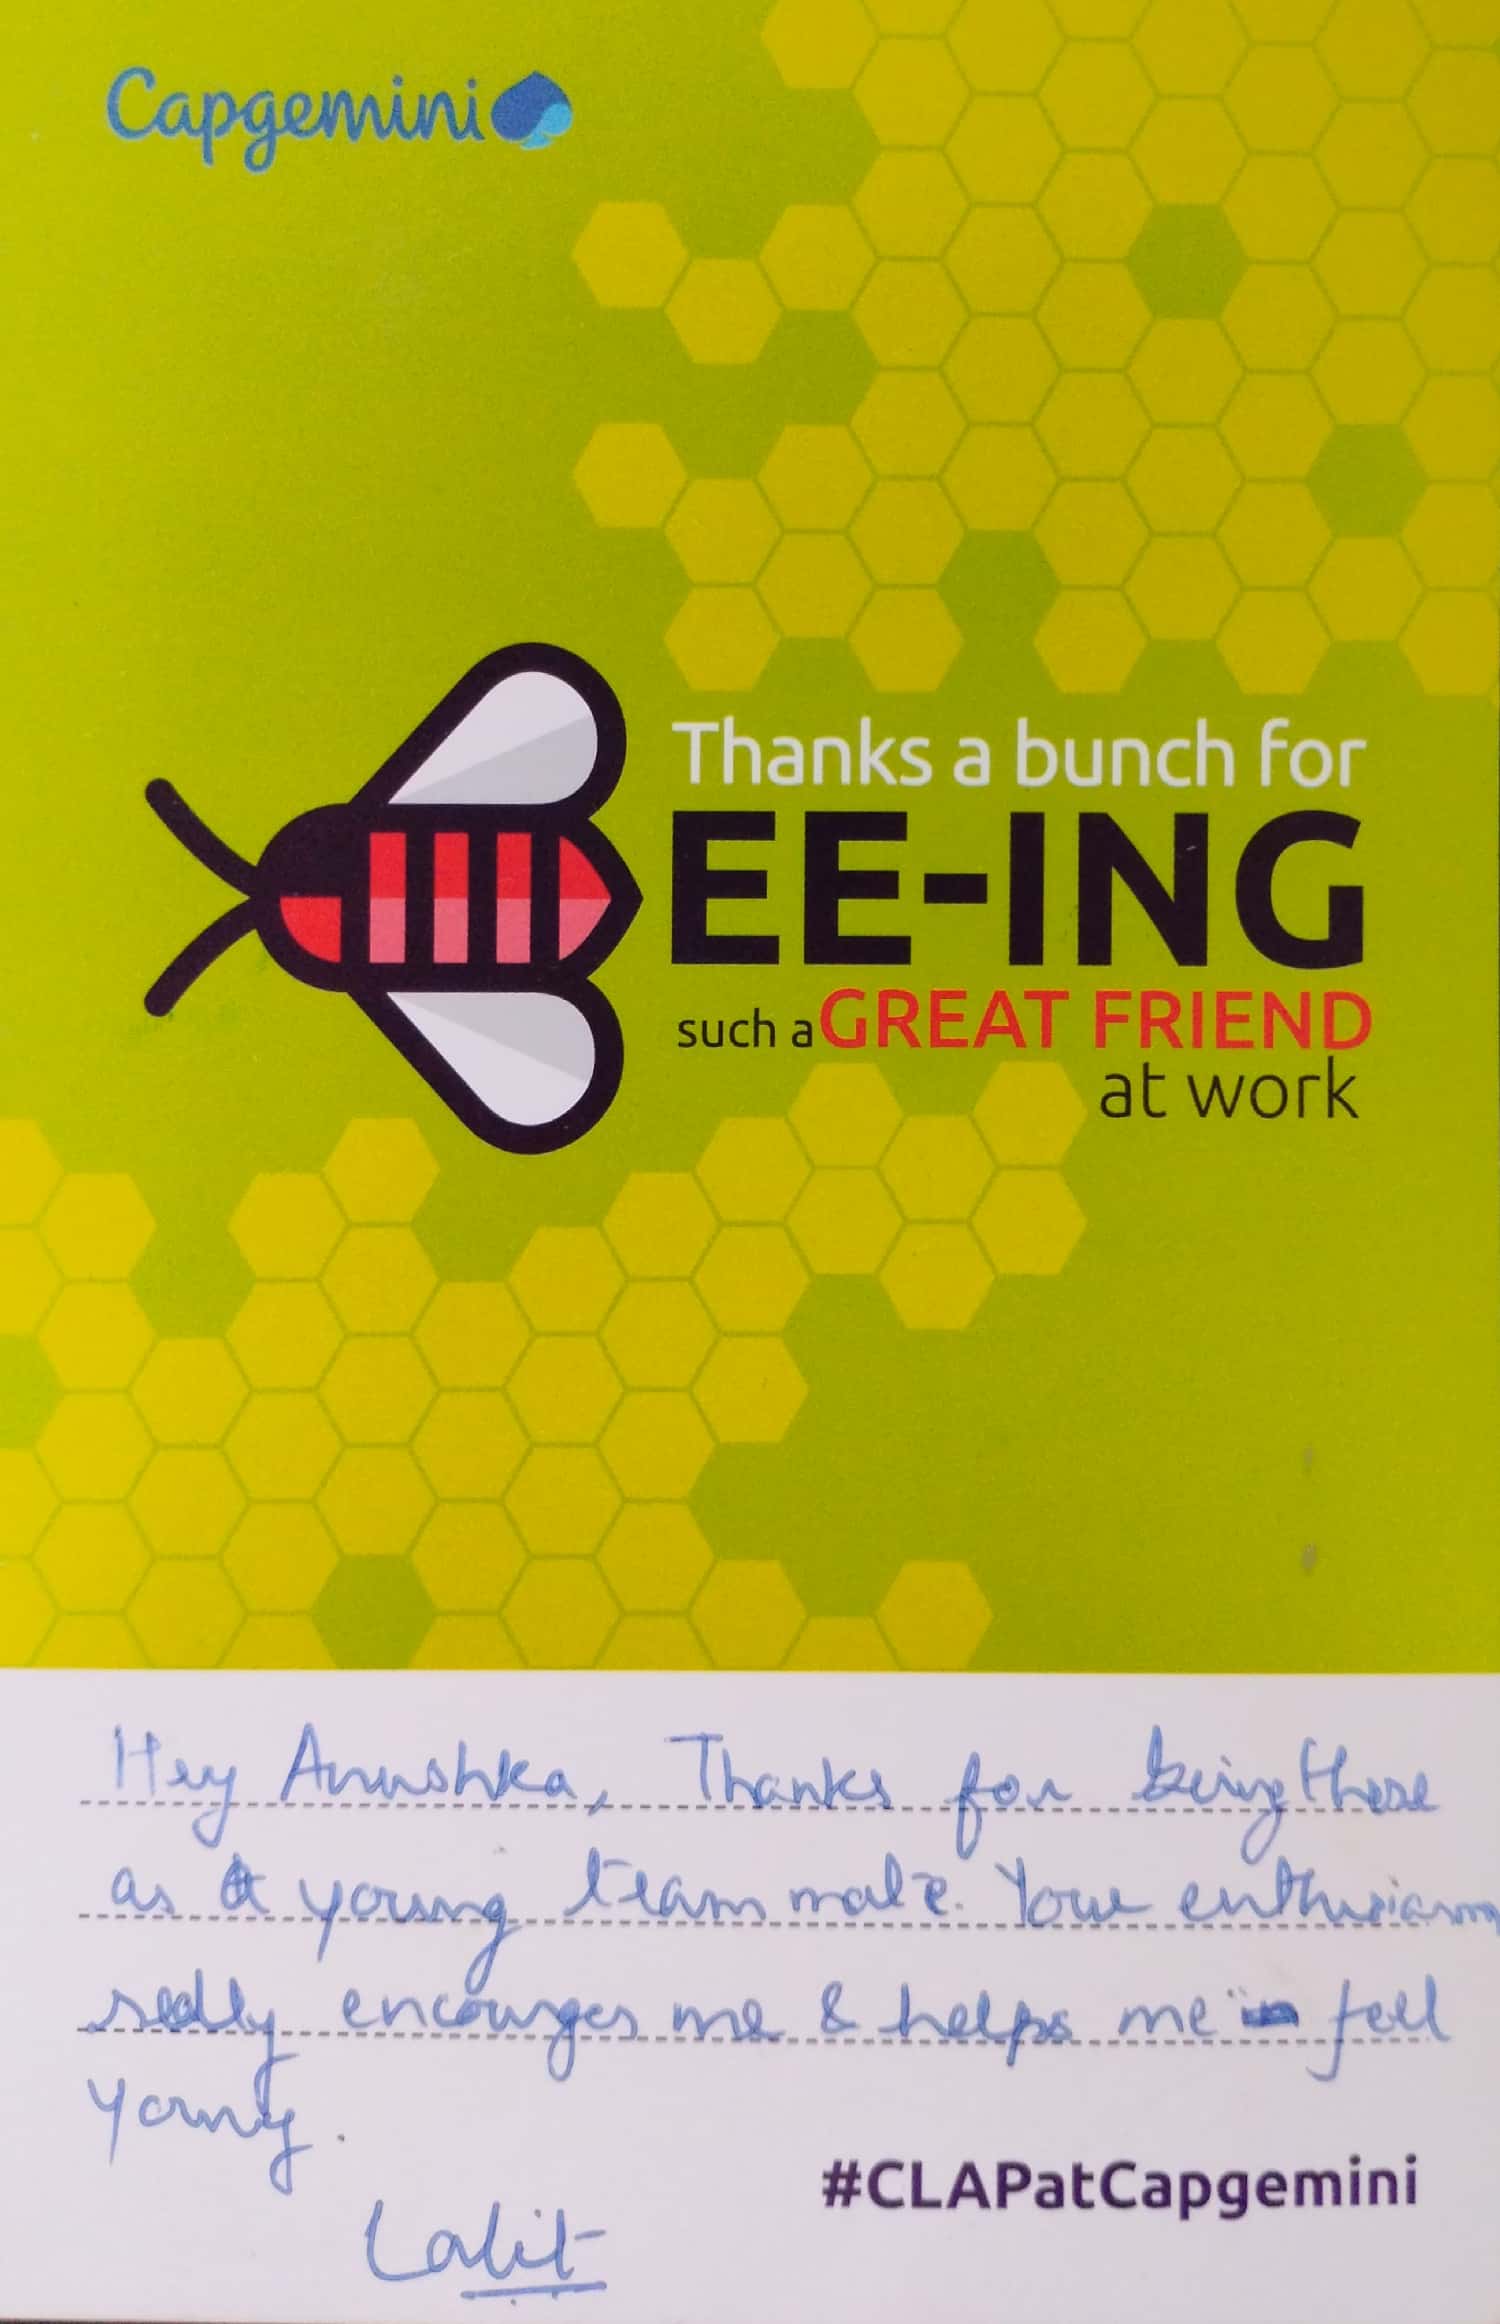 Capgemini
Thanks a bunch for
EE-ING
such a GREAT FRIEND
at work
Hey Anushka, Thanks for being there
as a young team mate. Your enthusiasm
really encourages me & helps me feel
young.
#CLAPatCapgemini
Lalit